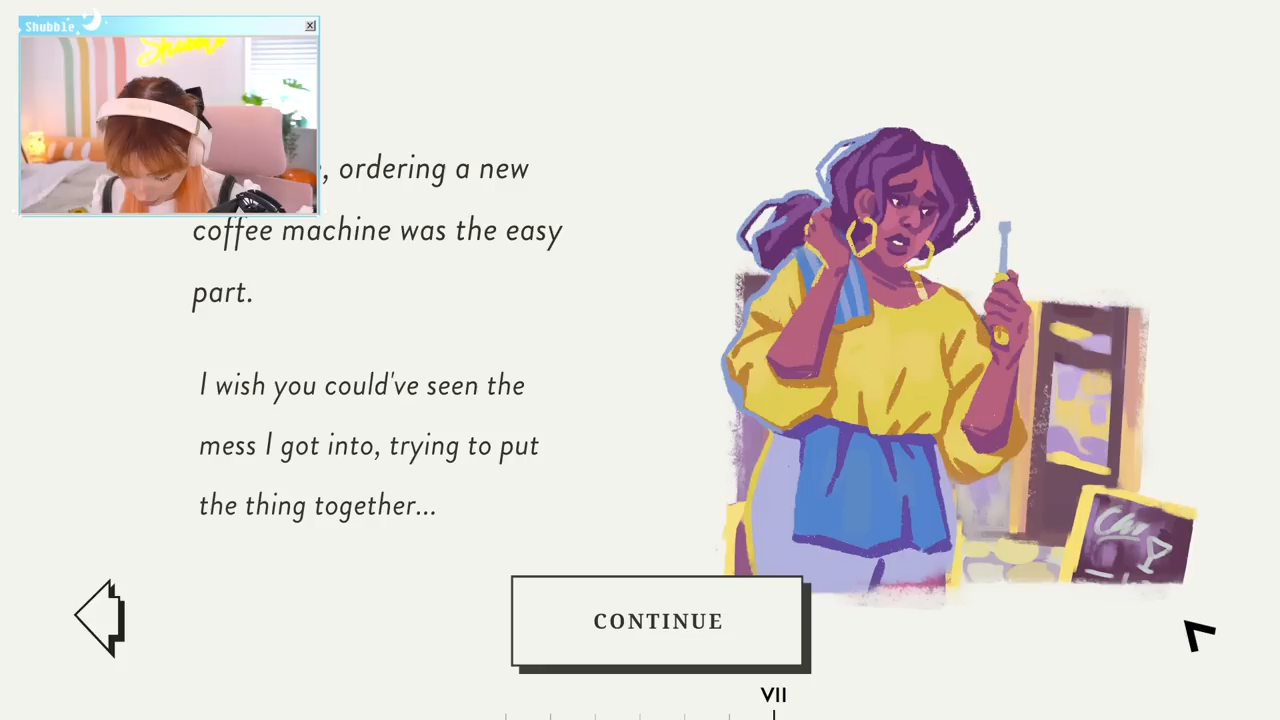 Shubble
, ordering a new
coffee machine was the easy
part.
I wish you could've seen the
mess I got into, trying to put
the thing together...
CONTINUE
VII